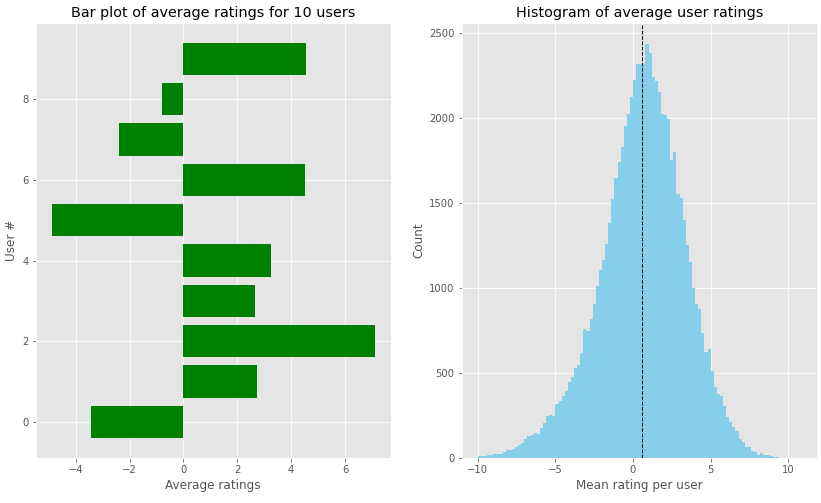 Bar plot of average ratings for 10 users
8
6
4
2
0
User #
−4 −2 0 2 4 6
Average ratings
Histogram of average user ratings
2500
2000
1500
1000
500
0
Count
−10 −5 0 5 10
Mean rating per user